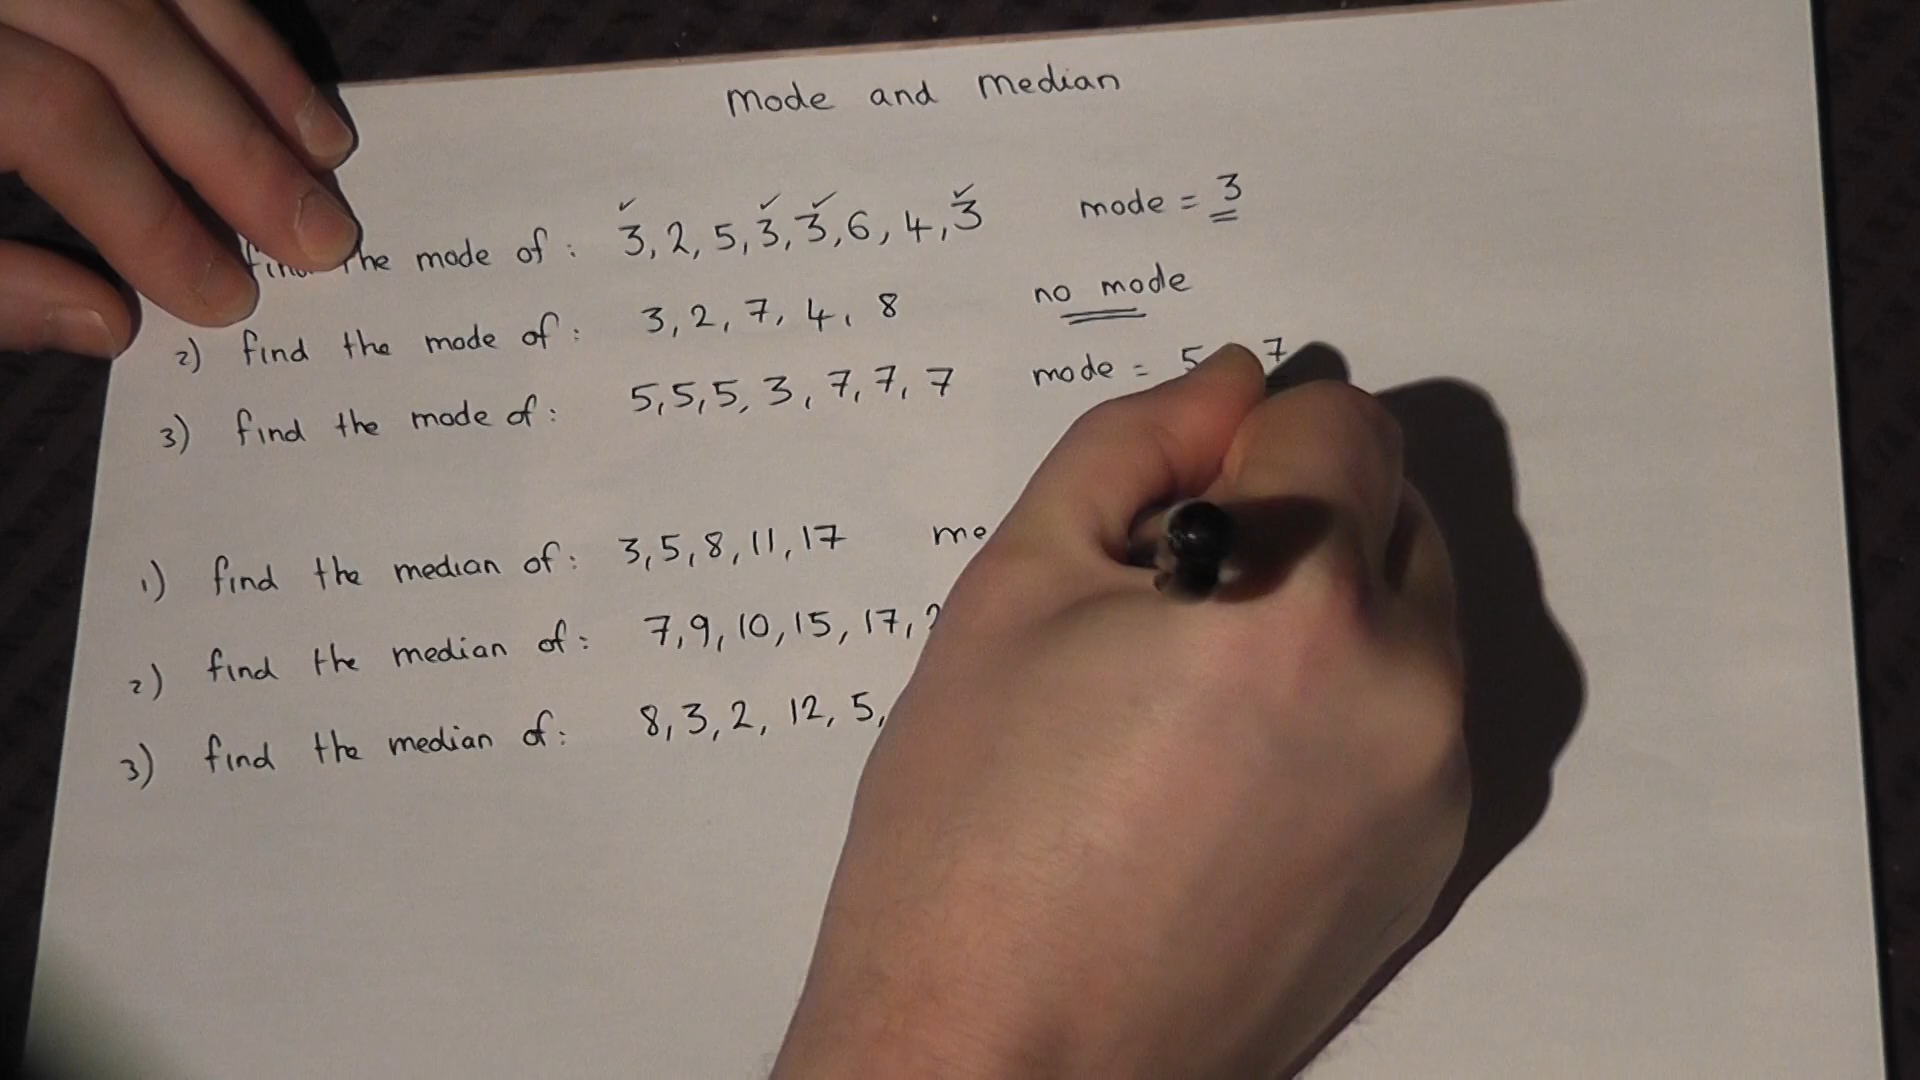 Mode and Median
the mode of : 3, 2, 5, 3, 3, 6, 4, 3 mode = 3
2) find the mode of : 3, 2, 7, 4, 8 no mode
3) find the mode of : 5, 5, 5, 3, 7, 7, 7 mode = 5 7
1) find the median of : 3, 5, 8, 11, 17
2) find the median of : 7, 9, 10, 15, 17,
3) find the median of : 8, 3, 2, 12, 5,